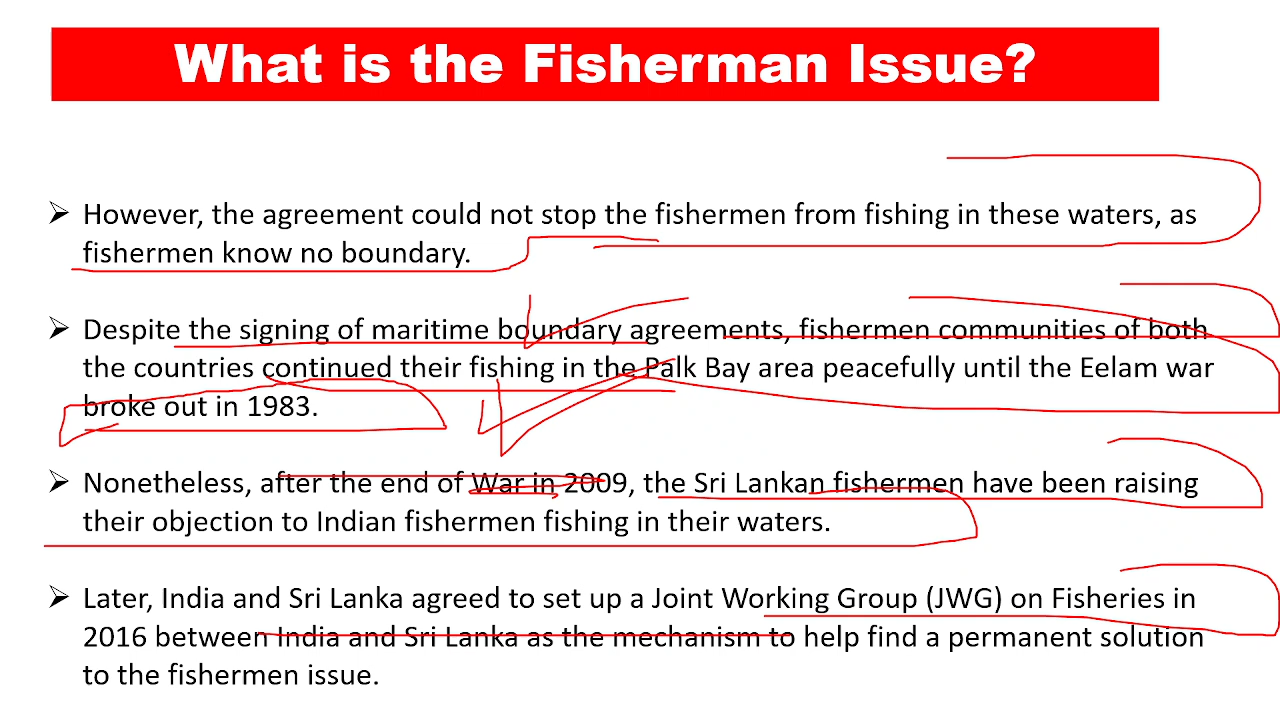 What is the Fisherman Issue?
➢ However, the agreement could not stop the fishermen from fishing in these waters, as
fishermen know no boundary.
➢ Despite the signing of maritime boundary agreements, fishermen communities of both
the countries continued their fishing in the Palk Bay area peacefully until the Eelam war
broke out in 1983.
➢ Nonetheless, after the end of War in 2009, the Sri Lankan fishermen have been raising
their objection to Indian fishermen fishing in their waters.
➢ Later, India and Sri Lanka agreed to set up a Joint Working Group (JWG) on Fisheries in
2016 between India and Sri Lanka as the mechanism to help find a permanent solution
to the fishermen issue.